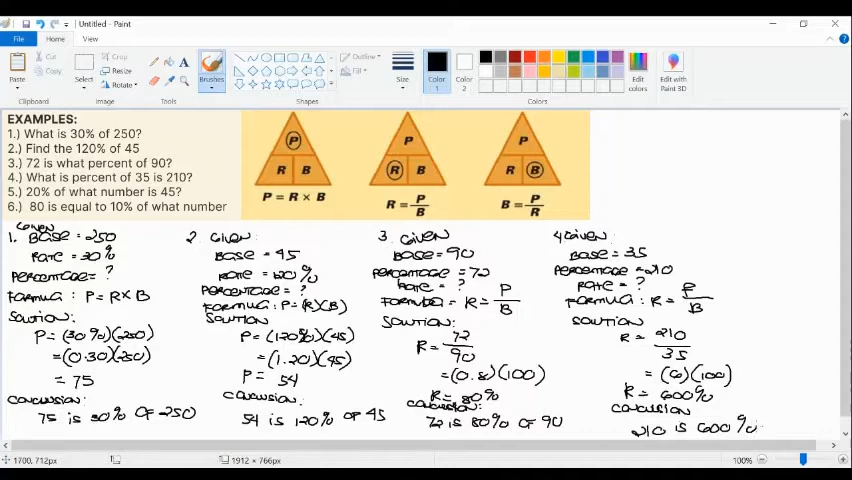 Untitled - Paint
File
Home
View
Paste
Cut
Copy
Clipboard
Select
Crop
Resize
Rotate
Image
Tools
Brushes
Shapes
Outline
Fill
Size
Color 1
Color 2
Colors
Edit colors
Edit with Paint 3D
EXAMPLES:
1.) What is 30% of 250?
2.) Find the 120% of 45
3.) 72 is what percent of 90?
4.) What is percent of 35 is 210?
5.) 20% of what number is 45?
6.) 80 is equal to 10% of what number
P
R B
P = R x B
P
R B
R = P/B
P
R B
B = P/R
Given
1. Base = 250
Rate = 30%
Percentage = ?
Formula : P = R x B
Solution:
P = (30%)(250)
= (0.30)(250)
= 75
Conclusion:
75 is 30% of 250
2 Given:
Base = 45
Rate = 120%
Percentage = ?
Formula: P = (R)(B)
Solution
P = (120%)(45)
= (1.20)(45)
P = 54
Conclusion:
54 is 120% of 45
3. Given
Base = 90
Percentage = 72
Rate = ?
Formula = R = P/B
Solution:
R = 72/90
= (0.8)(100)
R = 80%
Conclusion:
72 is 80% of 90
4 Given:
Base = 35
Percentage = 210
Rate = ?
Formula: R = P/B
Solution
R = 210/35
= (6)(100)
R = 600%
Conclusion
210 is 600%
1700, 712px
1912 × 766px
100%